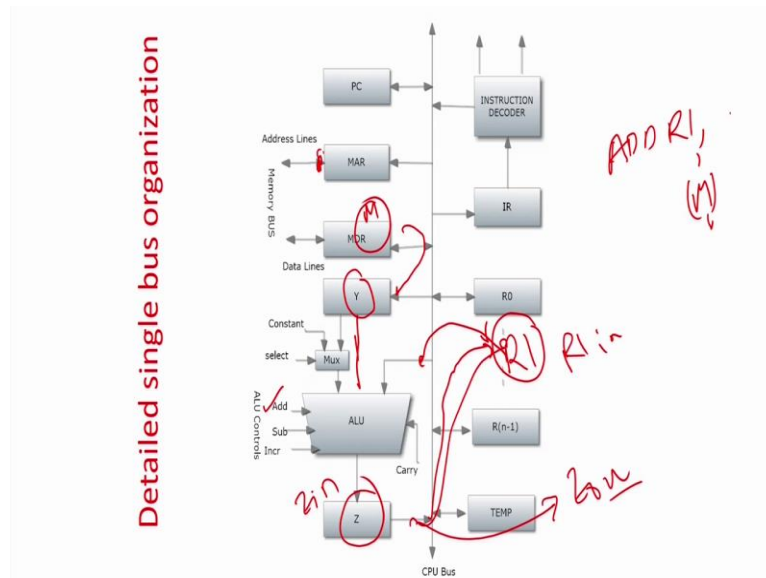 Detailed single bus organization
PC
INSTRUCTION
DECODER
Address Lines
MAR
Memory BUS
IR
MDR
M
Data Lines
Y
R0
Constant
select
Mux
R1
R1 in
ALU Controls
Add
Sub
Incr
ALU
Carry
R(n-1)
Zin
Z
TEMP
Zout
CPU Bus
ADD R1,
(M)